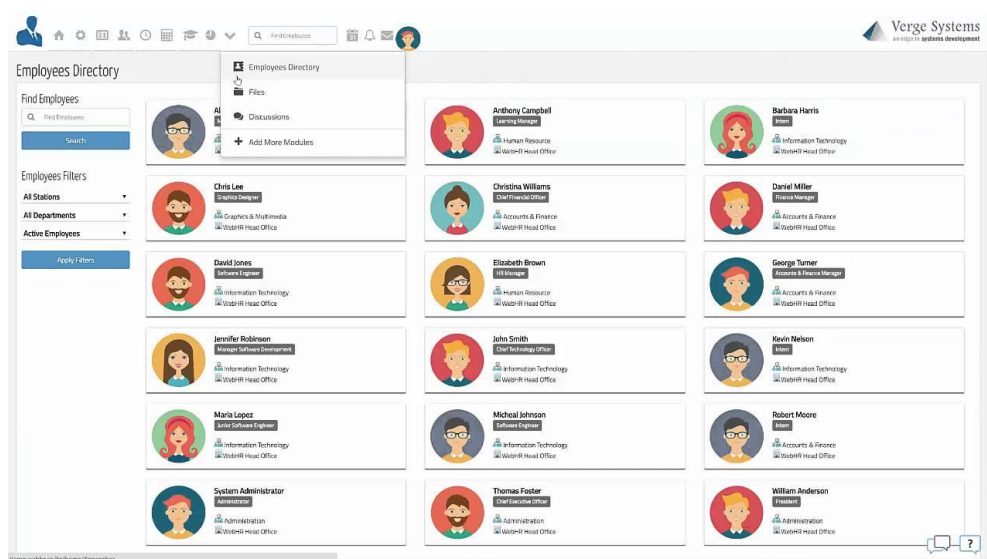 Find Employees
31
Verge Systems
an edge in systems development
Employees Directory
Employees Directory
Files
Discussions
Add More Modules
Find Employees
Find Employees
Search
Employees Filters
All Stations
All Departments
Active Employees
Apply Filters
Al
Anthony Campbell
Learning Manager
Human Resource
WebHR Head Office
Barbara Harris
Intern
Information Technology
WebHR Head Office
Chris Lee
Graphics Designer
Graphics & Multimedia
WebHR Head Office
Christina Williams
Chief Financial Officer
Accounts & Finance
WebHR Head Office
Daniel Miller
Finance Manager
Accounts & Finance
WebHR Head Office
David Jones
Software Engineer
Information Technology
WebHR Head Office
Elizabeth Brown
HR Manager
Human Resource
WebHR Head Office
George Turner
Accounts & Finance Manager
Accounts & Finance
WebHR Head Office
Jennifer Robinson
Manager Software Development
Information Technology
WebHR Head Office
John Smith
Chief Technology Officer
Information Technology
WebHR Head Office
Kevin Nelson
Intern
Information Technology
WebHR Head Office
Maria Lopez
Junior Software Engineer
Information Technology
WebHR Head Office
Micheal Johnson
Software Engineer
Information Technology
WebHR Head Office
Robert Moore
Intern
Accounts & Finance
WebHR Head Office
System Administrator
Administrator
Administration
WebHR Head Office
Thomas Foster
Chief Executive Officer
Administration
WebHR Head Office
William Anderson
President
Administration
WebHR Head Office
?